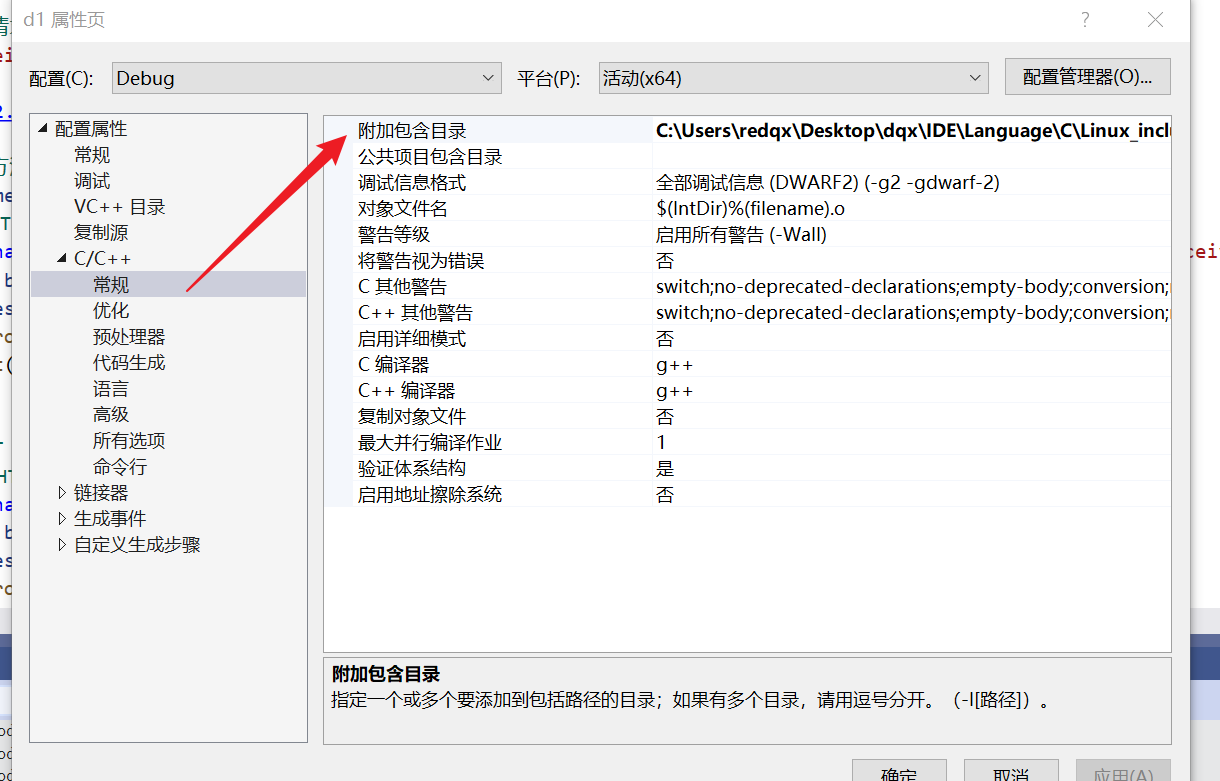 d1 属性页
?
配置(C):
Debug
平台(P):
活动(x64)
配置管理器(O)...
配置属性
常规
调试
VC++ 目录
复制源
C/C++
常规
优化
预处理器
代码生成
语言
高级
所有选项
命令行
链接器
生成事件
自定义生成步骤
附加包含目录 C:\Users\redqx\Desktop\dqx\IDE\Language\C\Linux_inclu
公共项目包含目录
调试信息格式 全部调试信息 (DWARF2) (-g2 -gdwarf-2)
对象文件名 $(IntDir)%(filename).o
警告等级 启用所有警告 (-Wall)
将警告视为错误 否
C 其他警告 switch;no-deprecated-declarations;empty-body;conversion;
C++ 其他警告 switch;no-deprecated-declarations;empty-body;conversion;
启用详细模式 否
C 编译器 g++
C++ 编译器 g++
复制对象文件 否
最大并行编译作业 1
验证体系结构 是
启用地址擦除系统 否
附加包含目录
指定一个或多个要添加到包括路径的目录；如果有多个目录，请用逗号分开。 (-I[路径]) 。
确定
取消
应用(A)